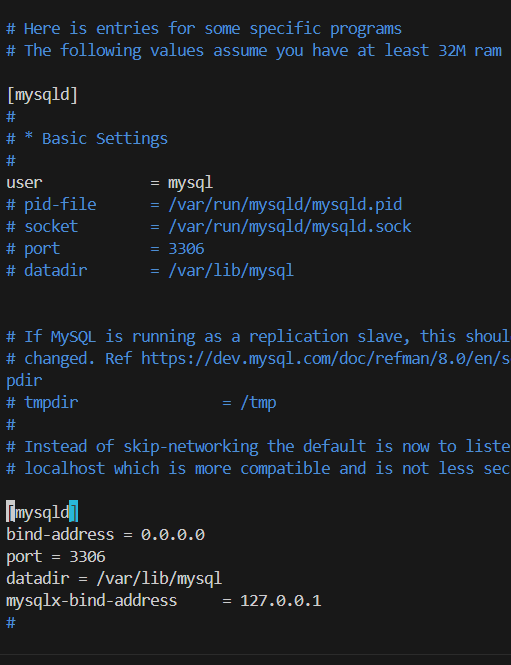 # Here is entries for some specific programs
# The following values assume you have at least 32M ram
[mysqld]
#
# * Basic Settings
#
user = mysql
# pid-file = /var/run/mysqld/mysqld.pid
# socket = /var/run/mysqld/mysqld.sock
# port = 3306
# datadir = /var/lib/mysql
# If MySQL is running as a replication slave, this shoul
# changed. Ref https://dev.mysql.com/doc/refman/8.0/en/s
pdir
# tmpdir = /tmp
#
# Instead of skip-networking the default is now to liste
# localhost which is more compatible and is not less sec
[mysqld]
bind-address = 0.0.0.0
port = 3306
datadir = /var/lib/mysql
mysqlx-bind-address = 127.0.0.1
#